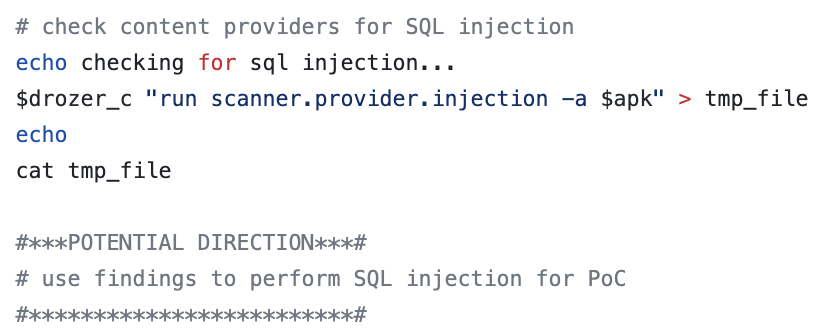 # check content providers for SQL injection
echo checking for sql injection...
$drozer_c "run scanner.provider.injection -a $apk" > tmp_file
echo
cat tmp_file
#***POTENTIAL DIRECTION***#
# use findings to perform SQL injection for PoC
#*************************#